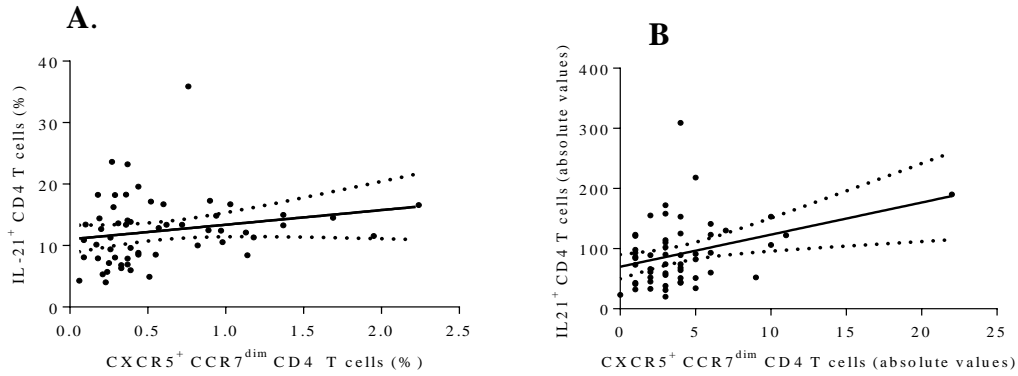 A.
IL-21+ CD4 T cells (%)
40
30
20
10
0
0.0 0.5 1.0 1.5 2.0 2.5
CXCR5+ CCR7dim CD4 T cells (%)
B
IL21+ CD4 T cells (absolute values)
400
300
200
100
0
0 5 10 15 20 25
CXCR5+ CCR7dim CD4 T cells (absolute values)